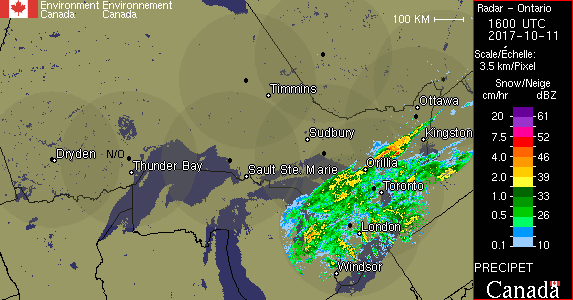 Environment Environnement
Canada Canada
100 KM
Radar - Ontario
1600 UTC
2017-10-11
Scale/Échelle:
3.5 km/Pixel
Snow/Neige
cm/hr dBZ
20 61
7.5 57
5.0 52
4.0 46
2.0 39
1.0 33
0.5 26
0.1 10
PRECIPET
Canada
Timmins
Ottawa
Sudbury
Kingston
Dryden
N/O
Thunder Bay
Sault Ste. Marie
Orillia
Toronto
London
Windsor